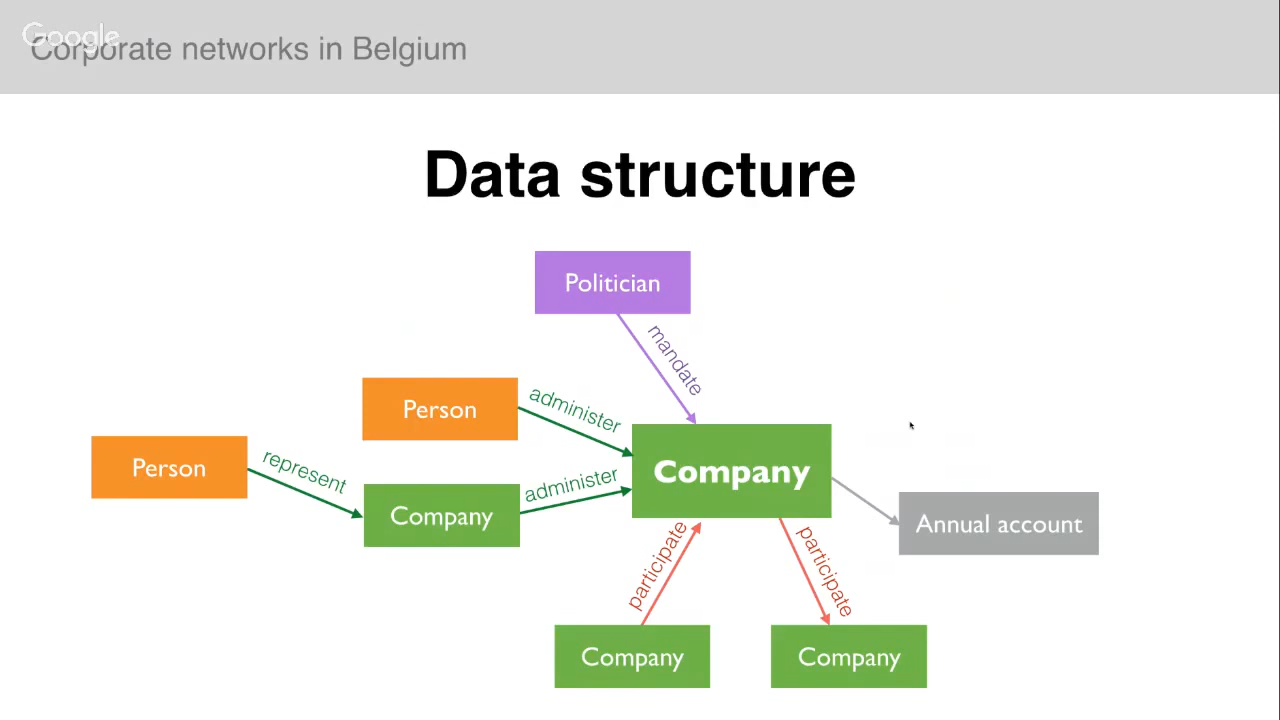 Google
Corporate networks in Belgium
Data structure
Politician
mandate
Person
administer
Person
represent
Company
administer
Company
Annual account
participate
participate
Company
Company